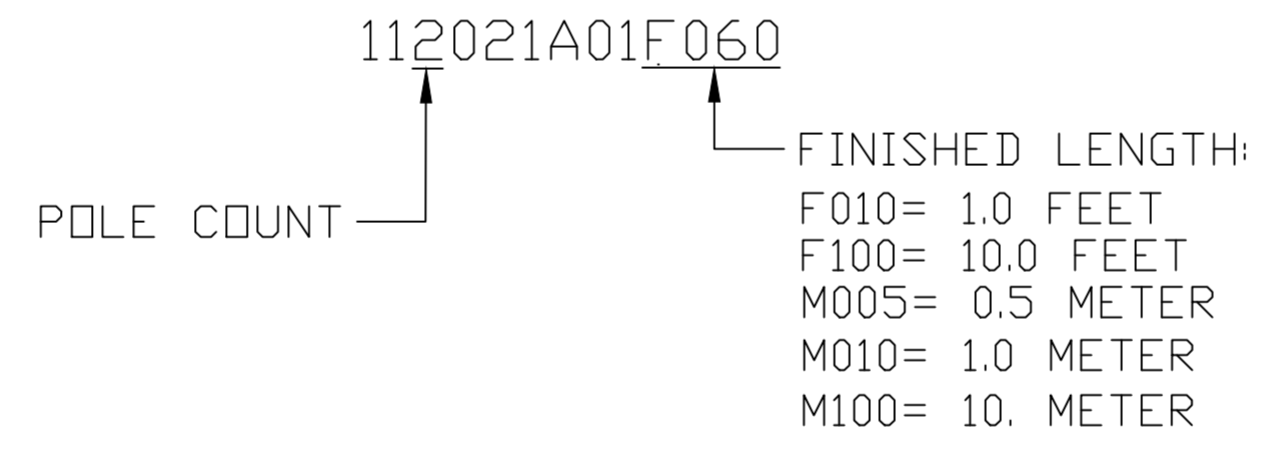 112021A01F060
FINISHED LENGTH:
POLE COUNT
F010= 1.0 FEET
F100= 10.0 FEET
M005= 0.5 METER
M010= 1.0 METER
M100= 10. METER